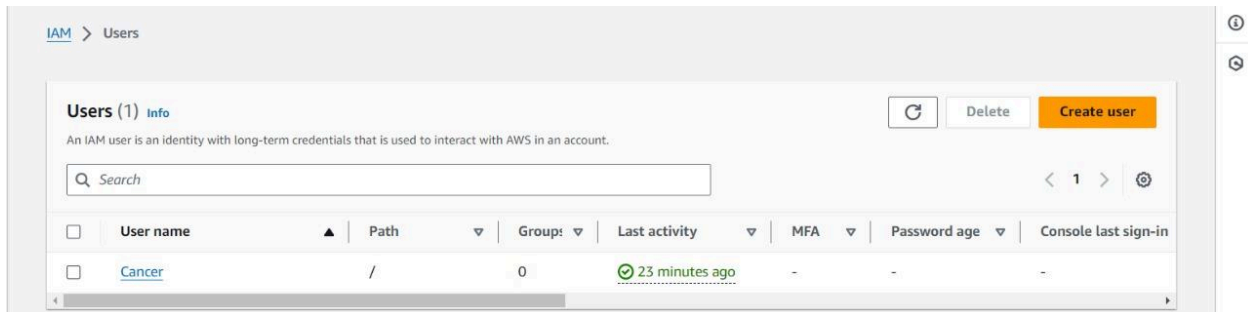 IAM > Users
Users (1) Info
Delete
Create user
An IAM user is an identity with long-term credentials that is used to interact with AWS in an account.
Search
< 1 >
User name ▲ Path ▽ Groups ▽ Last activity ▽ MFA ▽ Password age ▽ Console last sign-in
Cancer / 0 23 minutes ago - - -